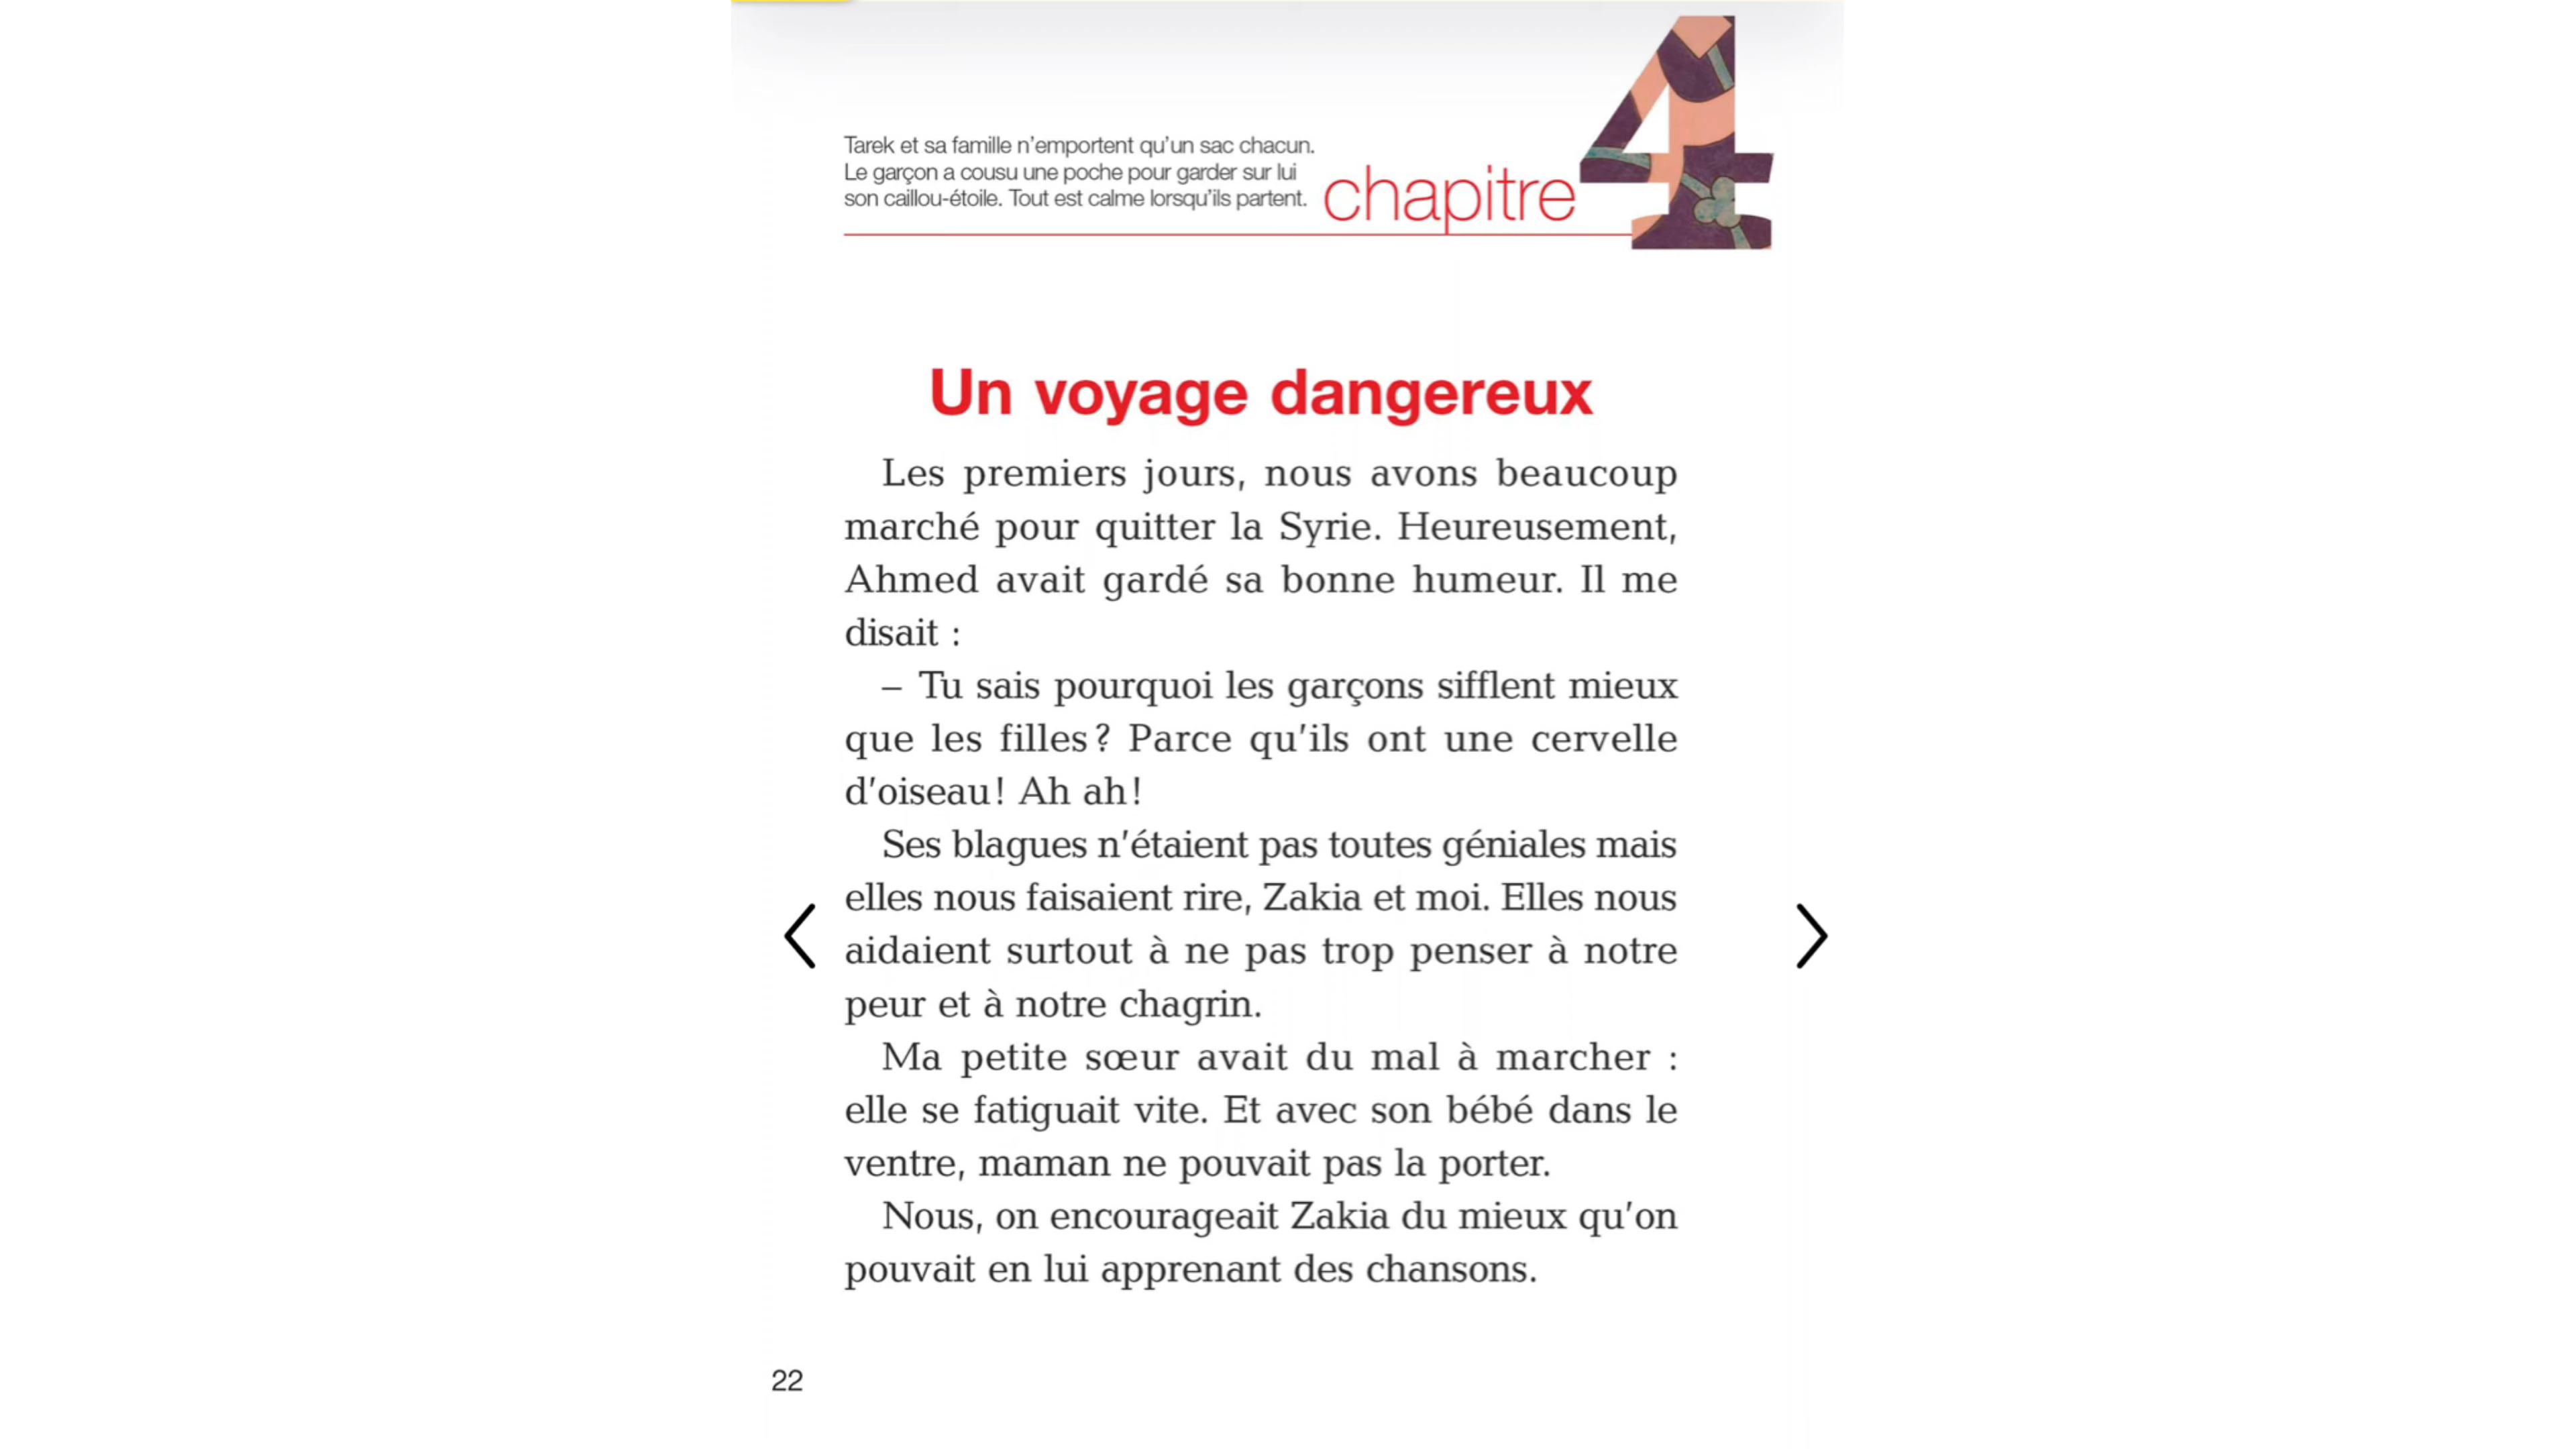 Tarek et sa famille n’emportent qu’un sac chacun.
Le garçon a cousu une poche pour garder sur lui
son caillou-étoile. Tout est calme lorsqu’ils partent.
chapitre 4
Un voyage dangereux
Les premiers jours, nous avons beaucoup
marché pour quitter la Syrie. Heureusement,
Ahmed avait gardé sa bonne humeur. Il me
disait :
– Tu sais pourquoi les garçons sifflent mieux
que les filles ? Parce qu’ils ont une cervelle
d’oiseau ! Ah ah !
Ses blagues n’étaient pas toutes géniales mais
elles nous faisaient rire, Zakia et moi. Elles nous
aidaient surtout à ne pas trop penser à notre
peur et à notre chagrin.
Ma petite sœur avait du mal à marcher :
elle se fatiguait vite. Et avec son bébé dans le
ventre, maman ne pouvait pas la porter.
Nous, on encourageait Zakia du mieux qu’on
pouvait en lui apprenant des chansons.
22